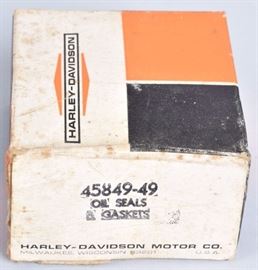 HARLEY-DAVIDSON
45849-49
OIL SEALS
& GASKETS
HARLEY-DAVIDSON MOTOR CO.
MILWAUKEE, WISCONSIN 53201 U.S.A.